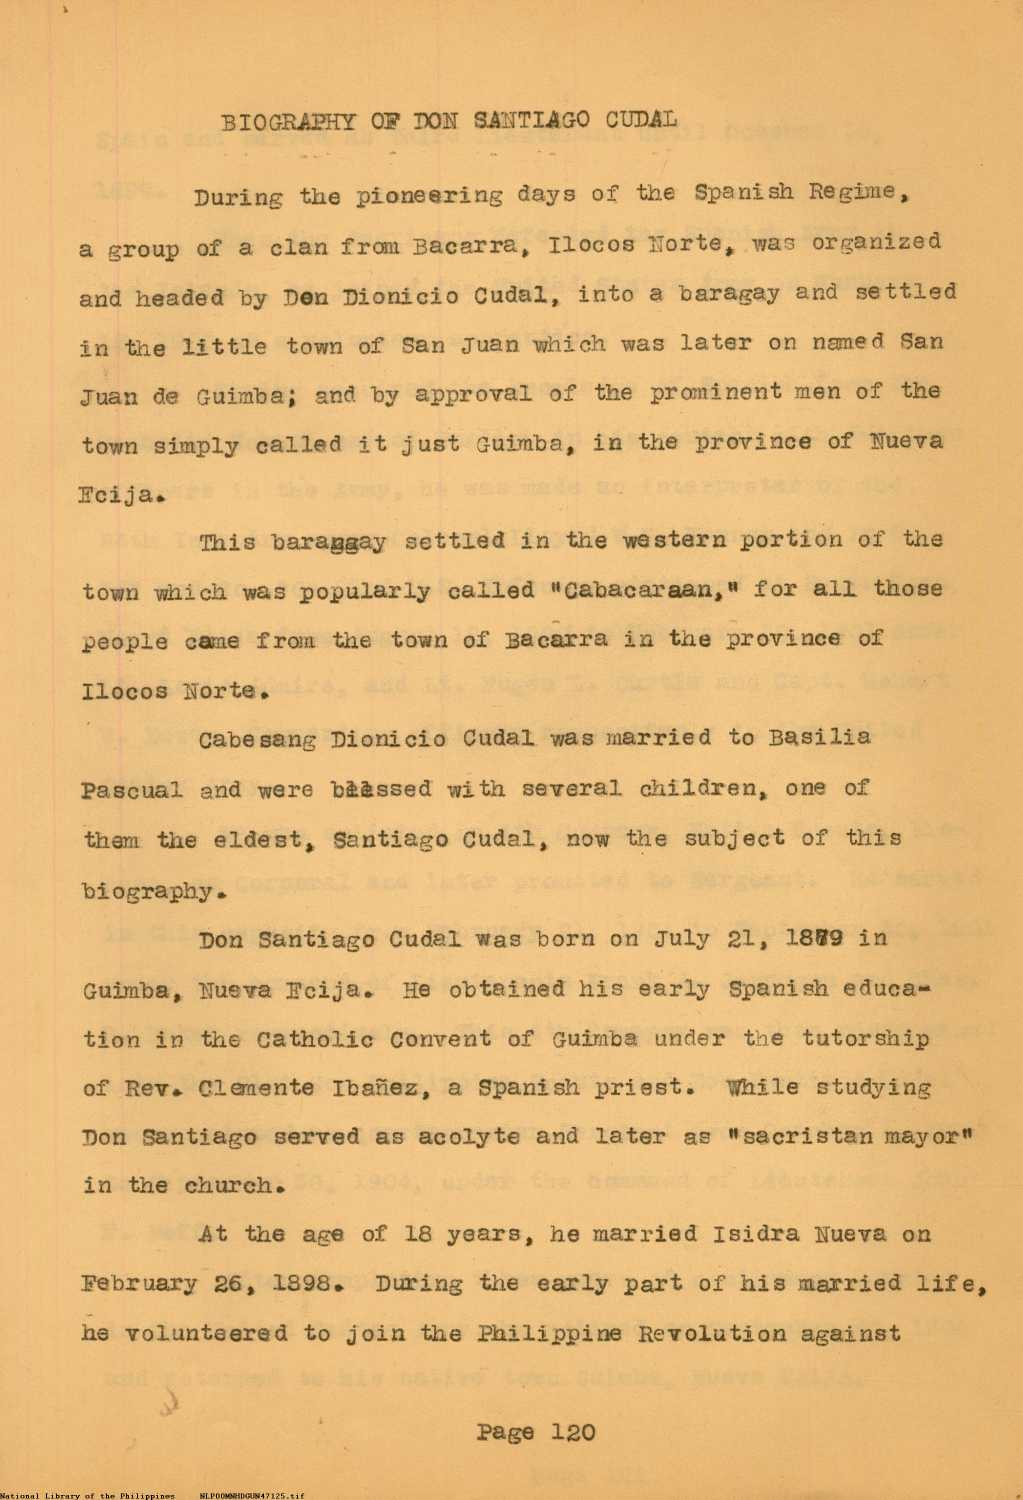 BIOGRAPHY OF DON SANTIAGO CUDAL
During the pioneering days of the Spanish Regime,
a group of a clan from Bacarra, Ilocos Norte, was organized
and headed by Don Dionicio Cudal, into a baragay and settled
in the little town of San Juan which was later on named San
Juan de Guimba; and by approval of the prominent men of the
town simply called it just Guimba, in the province of Nueva
Ecija.
This baraggay settled in the western portion of the
town which was popularly called "Cabacaraan," for all those
people came from the town of Bacarra in the province of
Ilocos Norte.
Cabesang Dionicio Cudal was married to Basilia
Pascual and were blessed with several children, one of
them the eldest, Santiago Cudal, now the subject of this
biography.
Don Santiago Cudal was born on July 21, 1879 in
Guimba, Nueva Ecija. He obtained his early Spanish educa-
tion in the Catholic Convent of Guimba under the tutorship
of Rev. Clemente Ibañez, a Spanish priest. While studying
Don Santiago served as acolyte and later as "sacristan mayor"
in the church.
At the age of 18 years, he married Isidra Nueva on
February 26, 1898. During the early part of his married life,
he volunteered to join the Philippine Revolution against
Page 120
National Library of the Philippines NLPOOMNHDGUN47125.tif